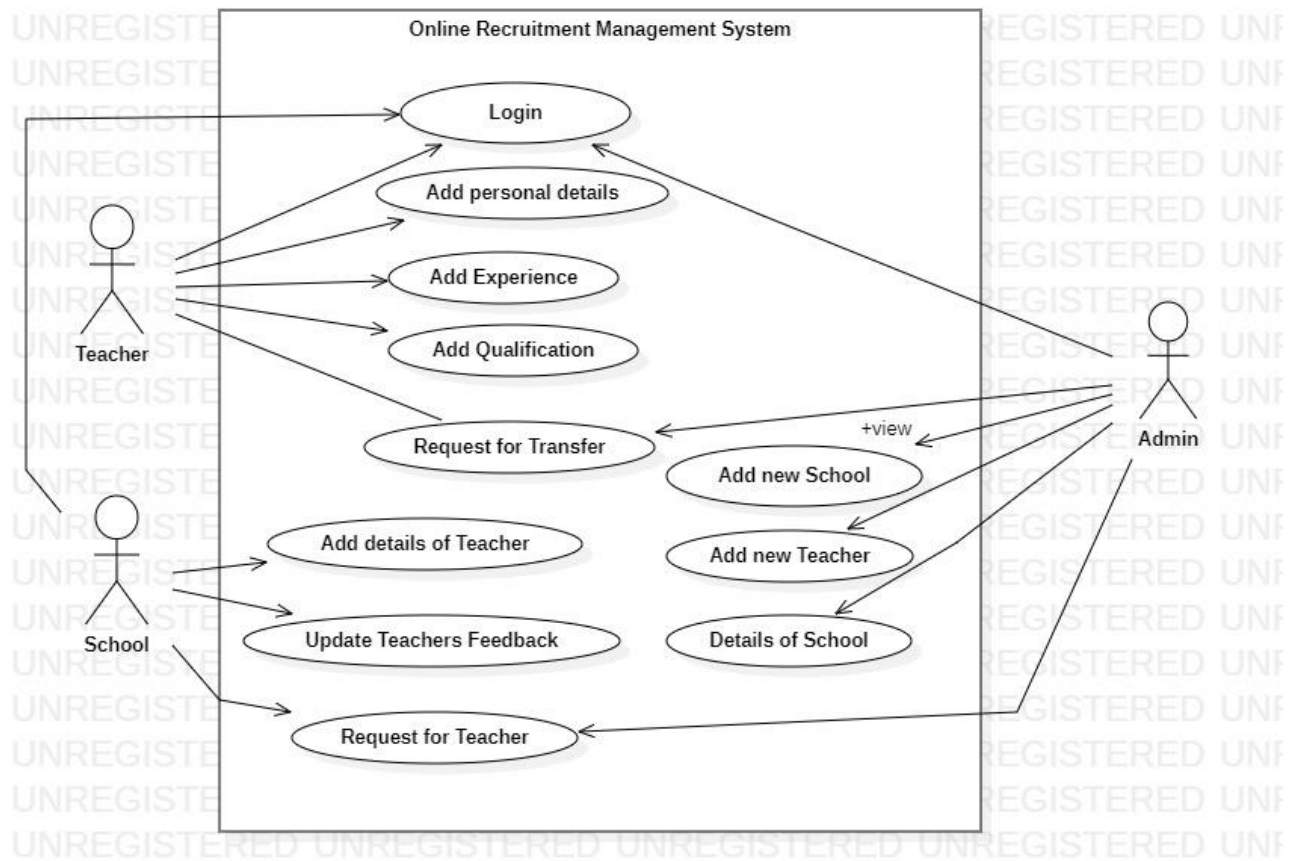 Online Recruitment Management System
Login
Add personal details
Add Experience
Add Qualification
Teacher
Request for Transfer
+view
Admin
Add new School
Add details of Teacher
Add new Teacher
School
Update Teachers Feedback
Details of School
Request for Teacher
UNREGISTERED UNREGISTERED UNREGISTERED UNREGISTERED UN